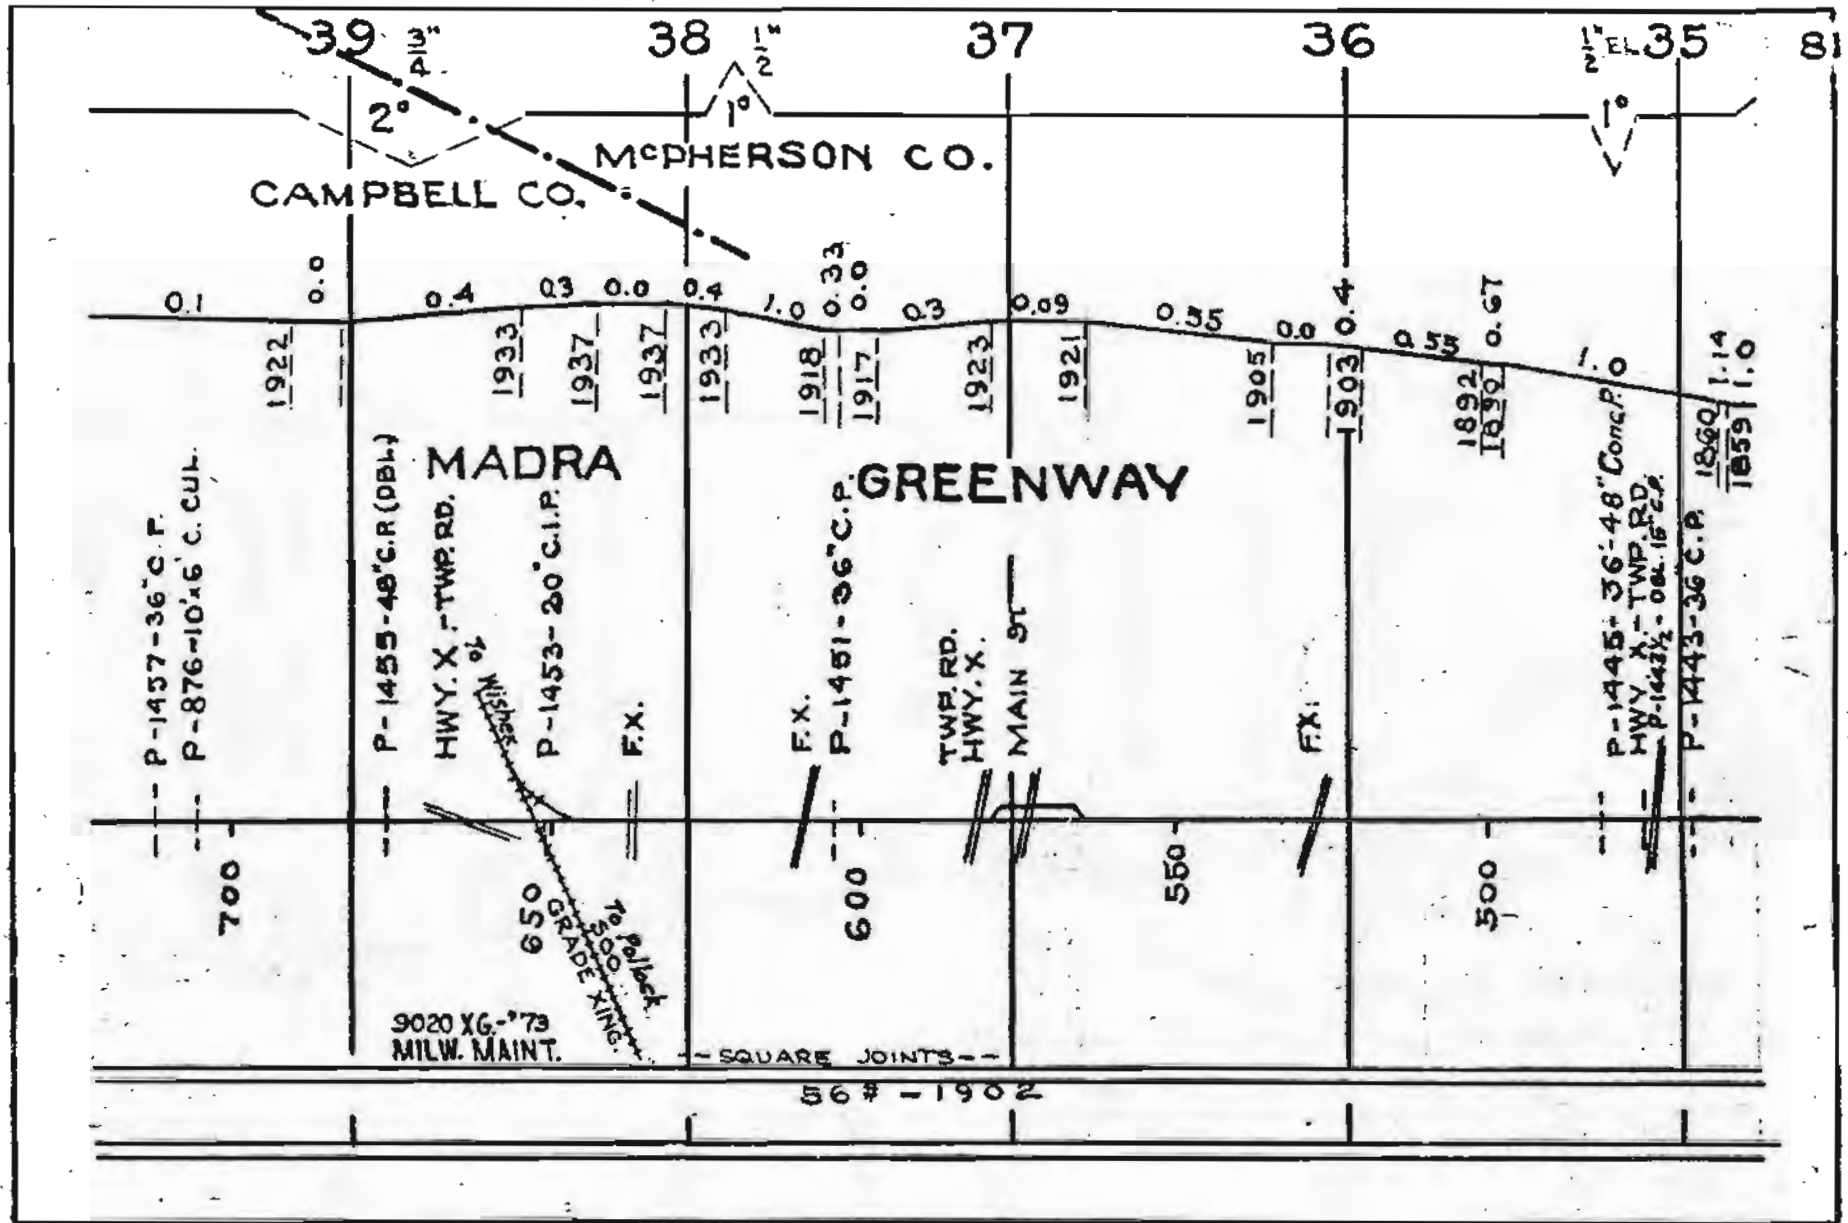 39 3/4" 38 1/2" 37 36 1/2" EL 35 81
2° 1° 1°
McPHERSON CO.
CAMPBELL CO.
0.1 0.0 0.4 0.3 0.0 0.4 1.0 0.33 0.0 0.3 0.09 0.55 0.0 0.4 0.55 0.67 1.0 1.14 1.0
1922 1933 1937 1937 1933 1918 1917 1923 1921 1905 1903 1892 1890 1860 1859
MADRA
GREENWAY
P-1457-36" C.P.
P-876-10'x6' C. CUL.
P-1455-48" C.P. (DBL.)
HWY. X.-TWP. RD.
To Wishek
P-1453-20" C.I.P.
F.X.
F.X.
P-1451-36" C.P.
TWP. RD.
HWY. X.
MAIN ST
F.X.
P-1445-36'-48" Conc. P.
HWY X.-TWP. RD.
P-1443½-DBL. 16" C.P.
P-1443-36 C.P.
700 650 600 550 500
To Pollock
SOO
GRADE XING.
9020 XG.-'73
MILW. MAINT.
--SQUARE JOINTS--
56# -1902